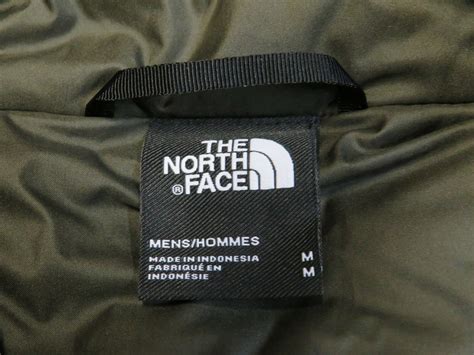 THE
NORTH
® FACE
MENS/HOMMES
MADE IN INDONESIA M
FABRIQUÉ EN M
INDONÉSIE